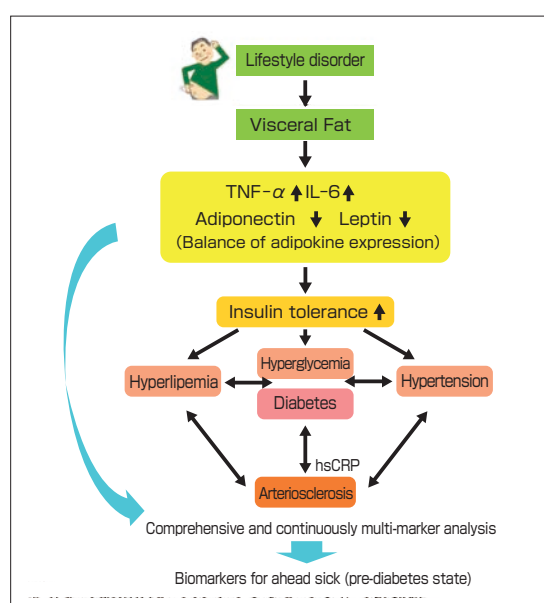 Lifestyle disorder
Visceral Fat
TNF-α ↑ IL-6 ↑
Adiponectin ↓ Leptin ↓
(Balance of adipokine expression)
Insulin tolerance ↑
Hyperglycemia
Hyperlipemia
Hypertension
Diabetes
hsCRP
Arteriosclerosis
Comprehensive and continuously multi-marker analysis
Biomarkers for ahead sick (pre-diabetes state)